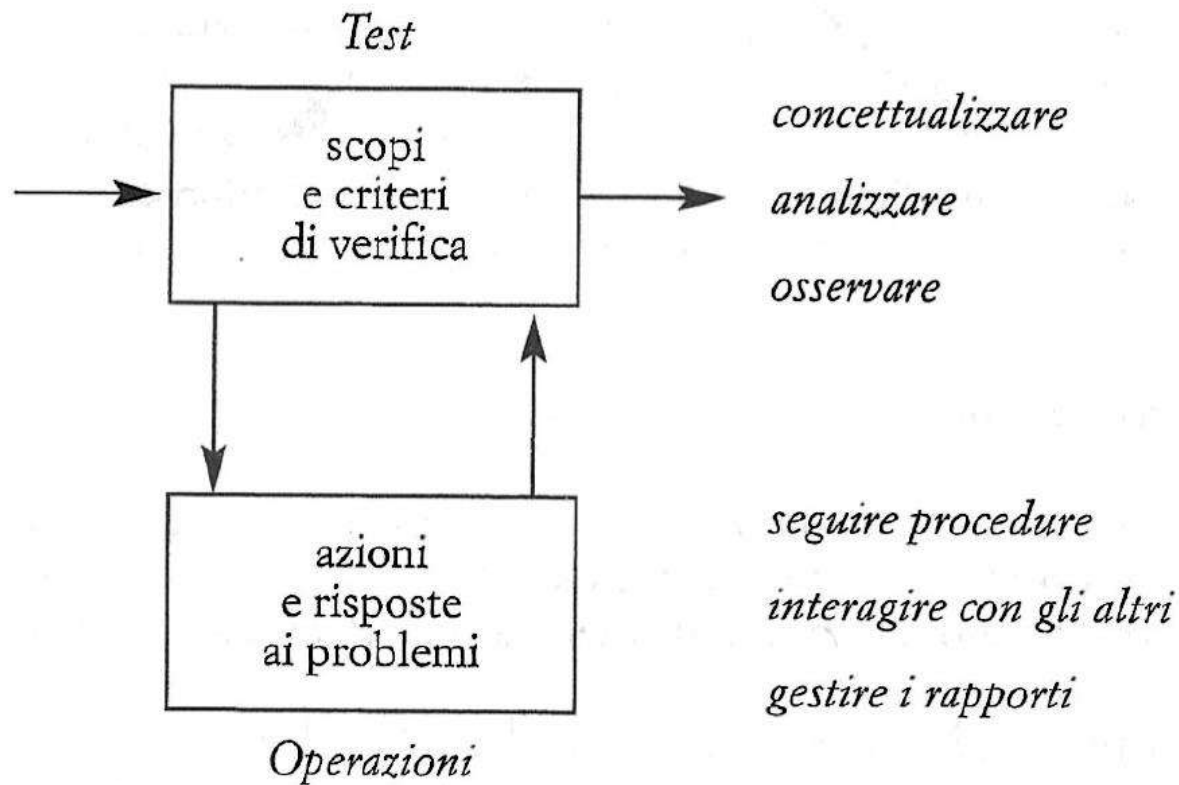 Test
scopi
e criteri
di verifica
concettualizzare
analizzare
osservare
azioni
e risposte
ai problemi
seguire procedure
interagire con gli altri
gestire i rapporti
Operazioni